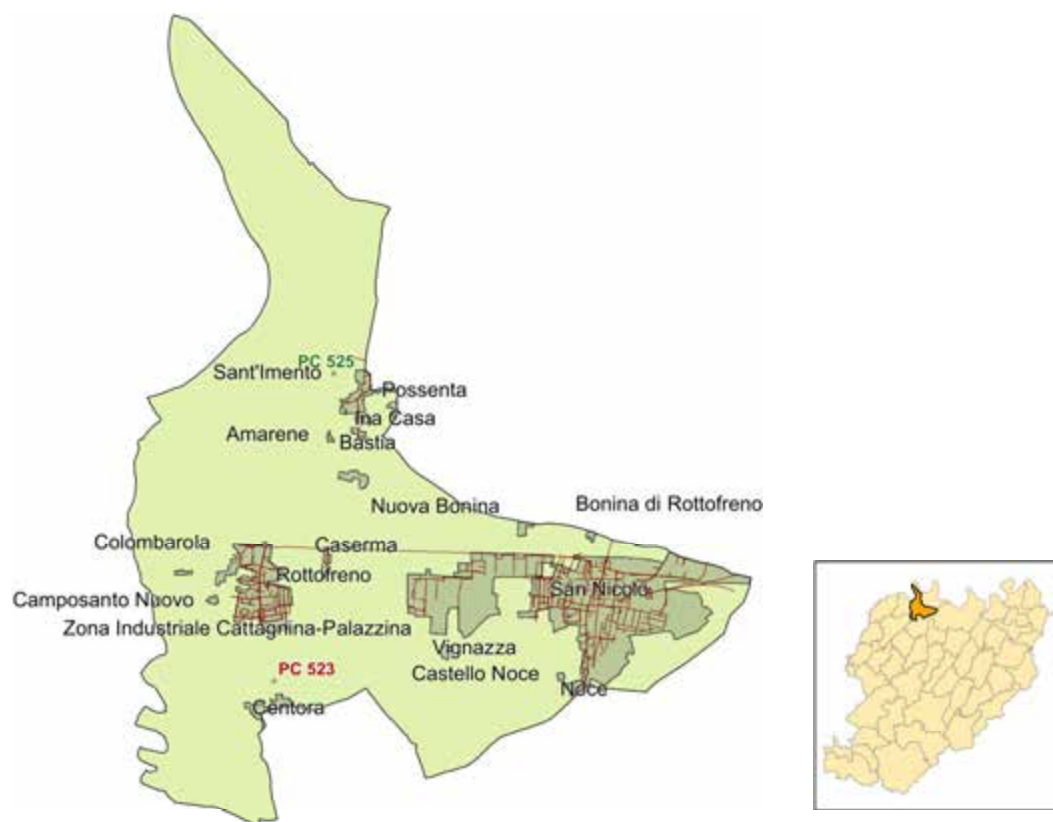 PC 525
Sant'Imento
Possenta
Ina Casa
Amarene
Bastia
Nuova Bonina
Bonina di Rottofreno
Colombarola
Caserma
Rottofreno
San Nicolo
Camposanto Nuovo
Zona Industriale Cattagnina-Palazzina
Vignazza
PC 523
Castello Noce
Noce
Centora